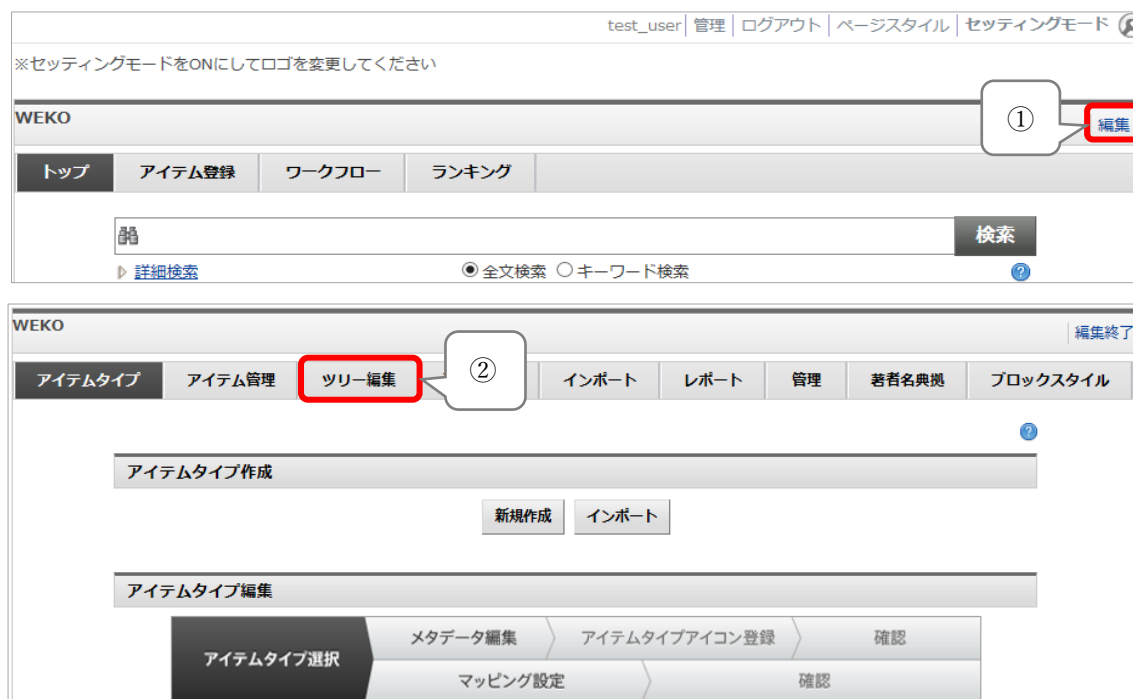 test_user 管理 ログアウト ページスタイル セッティングモード
※セッティングモードをONにしてロゴを変更してください
WEKO ① 編集
トップ アイテム登録 ワークフロー ランキング
検索
詳細検索 全文検索 キーワード検索
WEKO 編集終了
アイテムタイプ アイテム管理 ツリー編集 ② インポート レポート 管理 著者名典拠 ブロックスタイル
アイテムタイプ作成
新規作成 インポート
アイテムタイプ編集
アイテムタイプ選択 メタデータ編集 アイテムタイプアイコン登録 確認
マッピング設定 確認